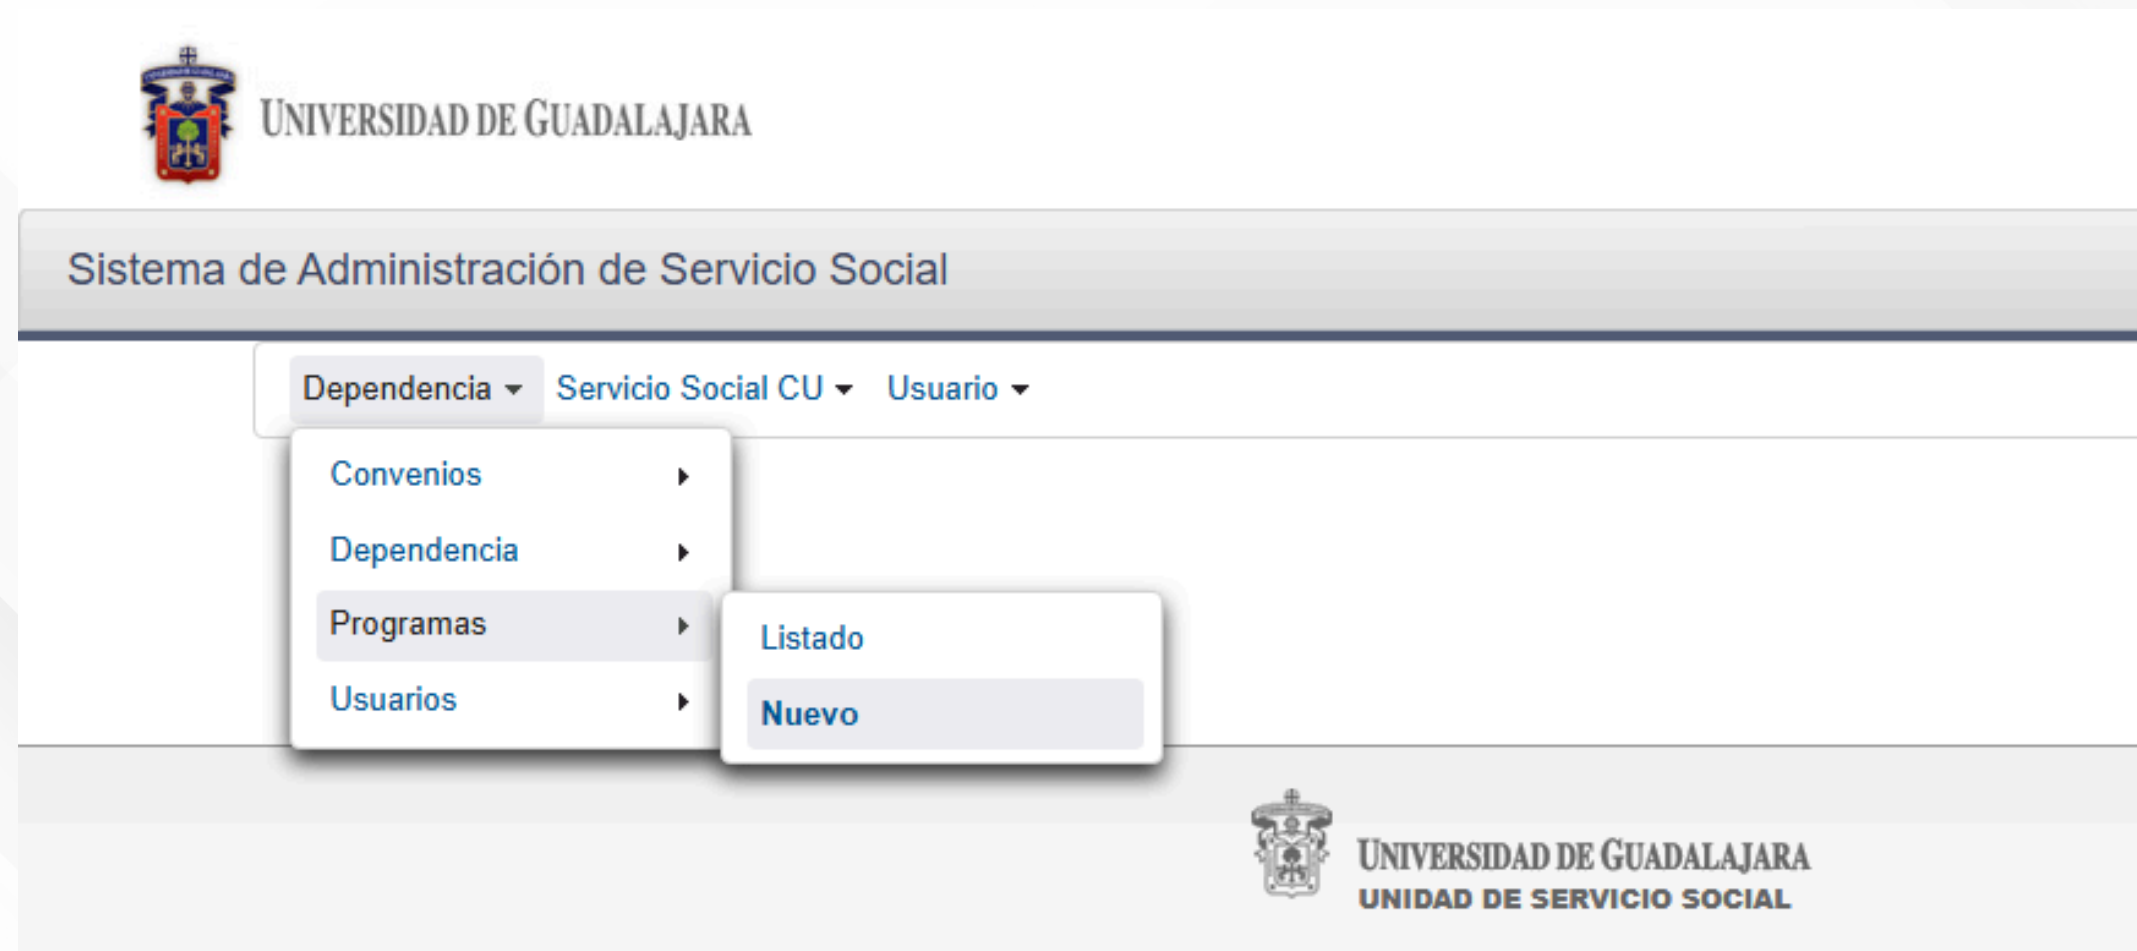 UNIVERSIDAD DE GUADALAJARA
Sistema de Administración de Servicio Social
Dependencia Servicio Social CU Usuario
Convenios
Dependencia
Programas
Usuarios
Listado
Nuevo
UNIVERSIDAD DE GUADALAJARA
UNIDAD DE SERVICIO SOCIAL